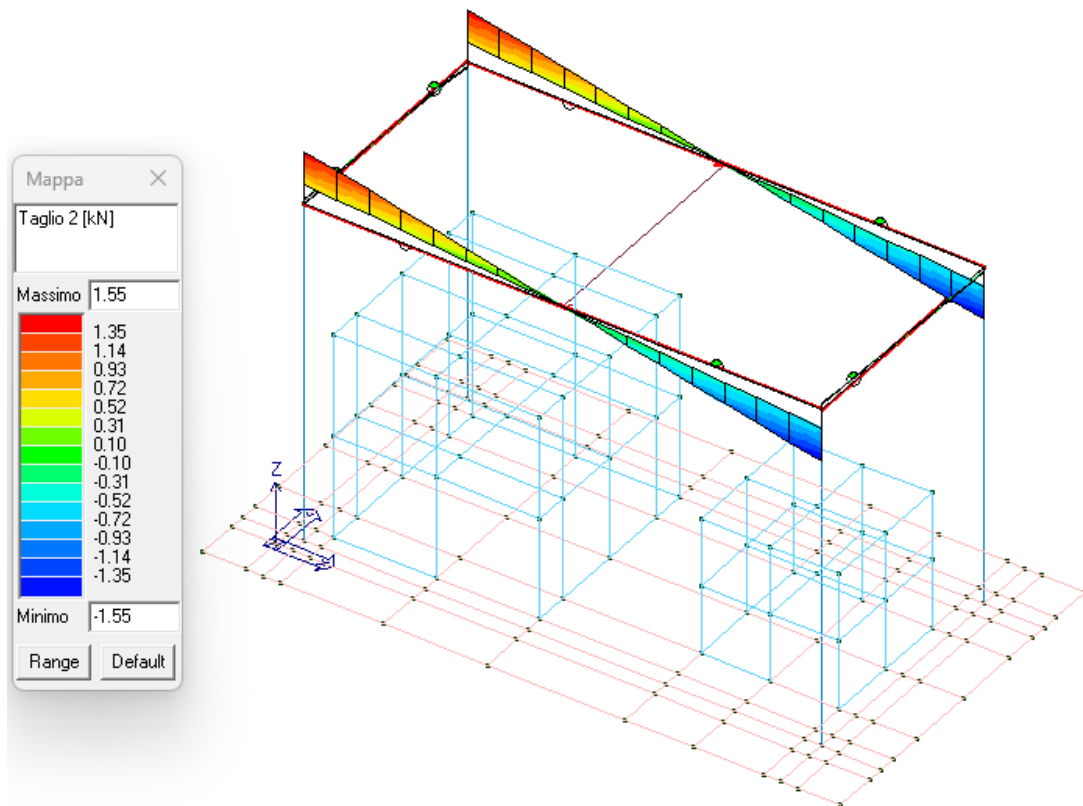 Mappa
Taglio 2 [kN]
Massimo 1.55
1.35
1.14
0.93
0.72
0.52
0.31
0.10
-0.10
-0.31
-0.52
-0.72
-0.93
-1.14
-1.35
Minimo -1.55
Range Default
Z